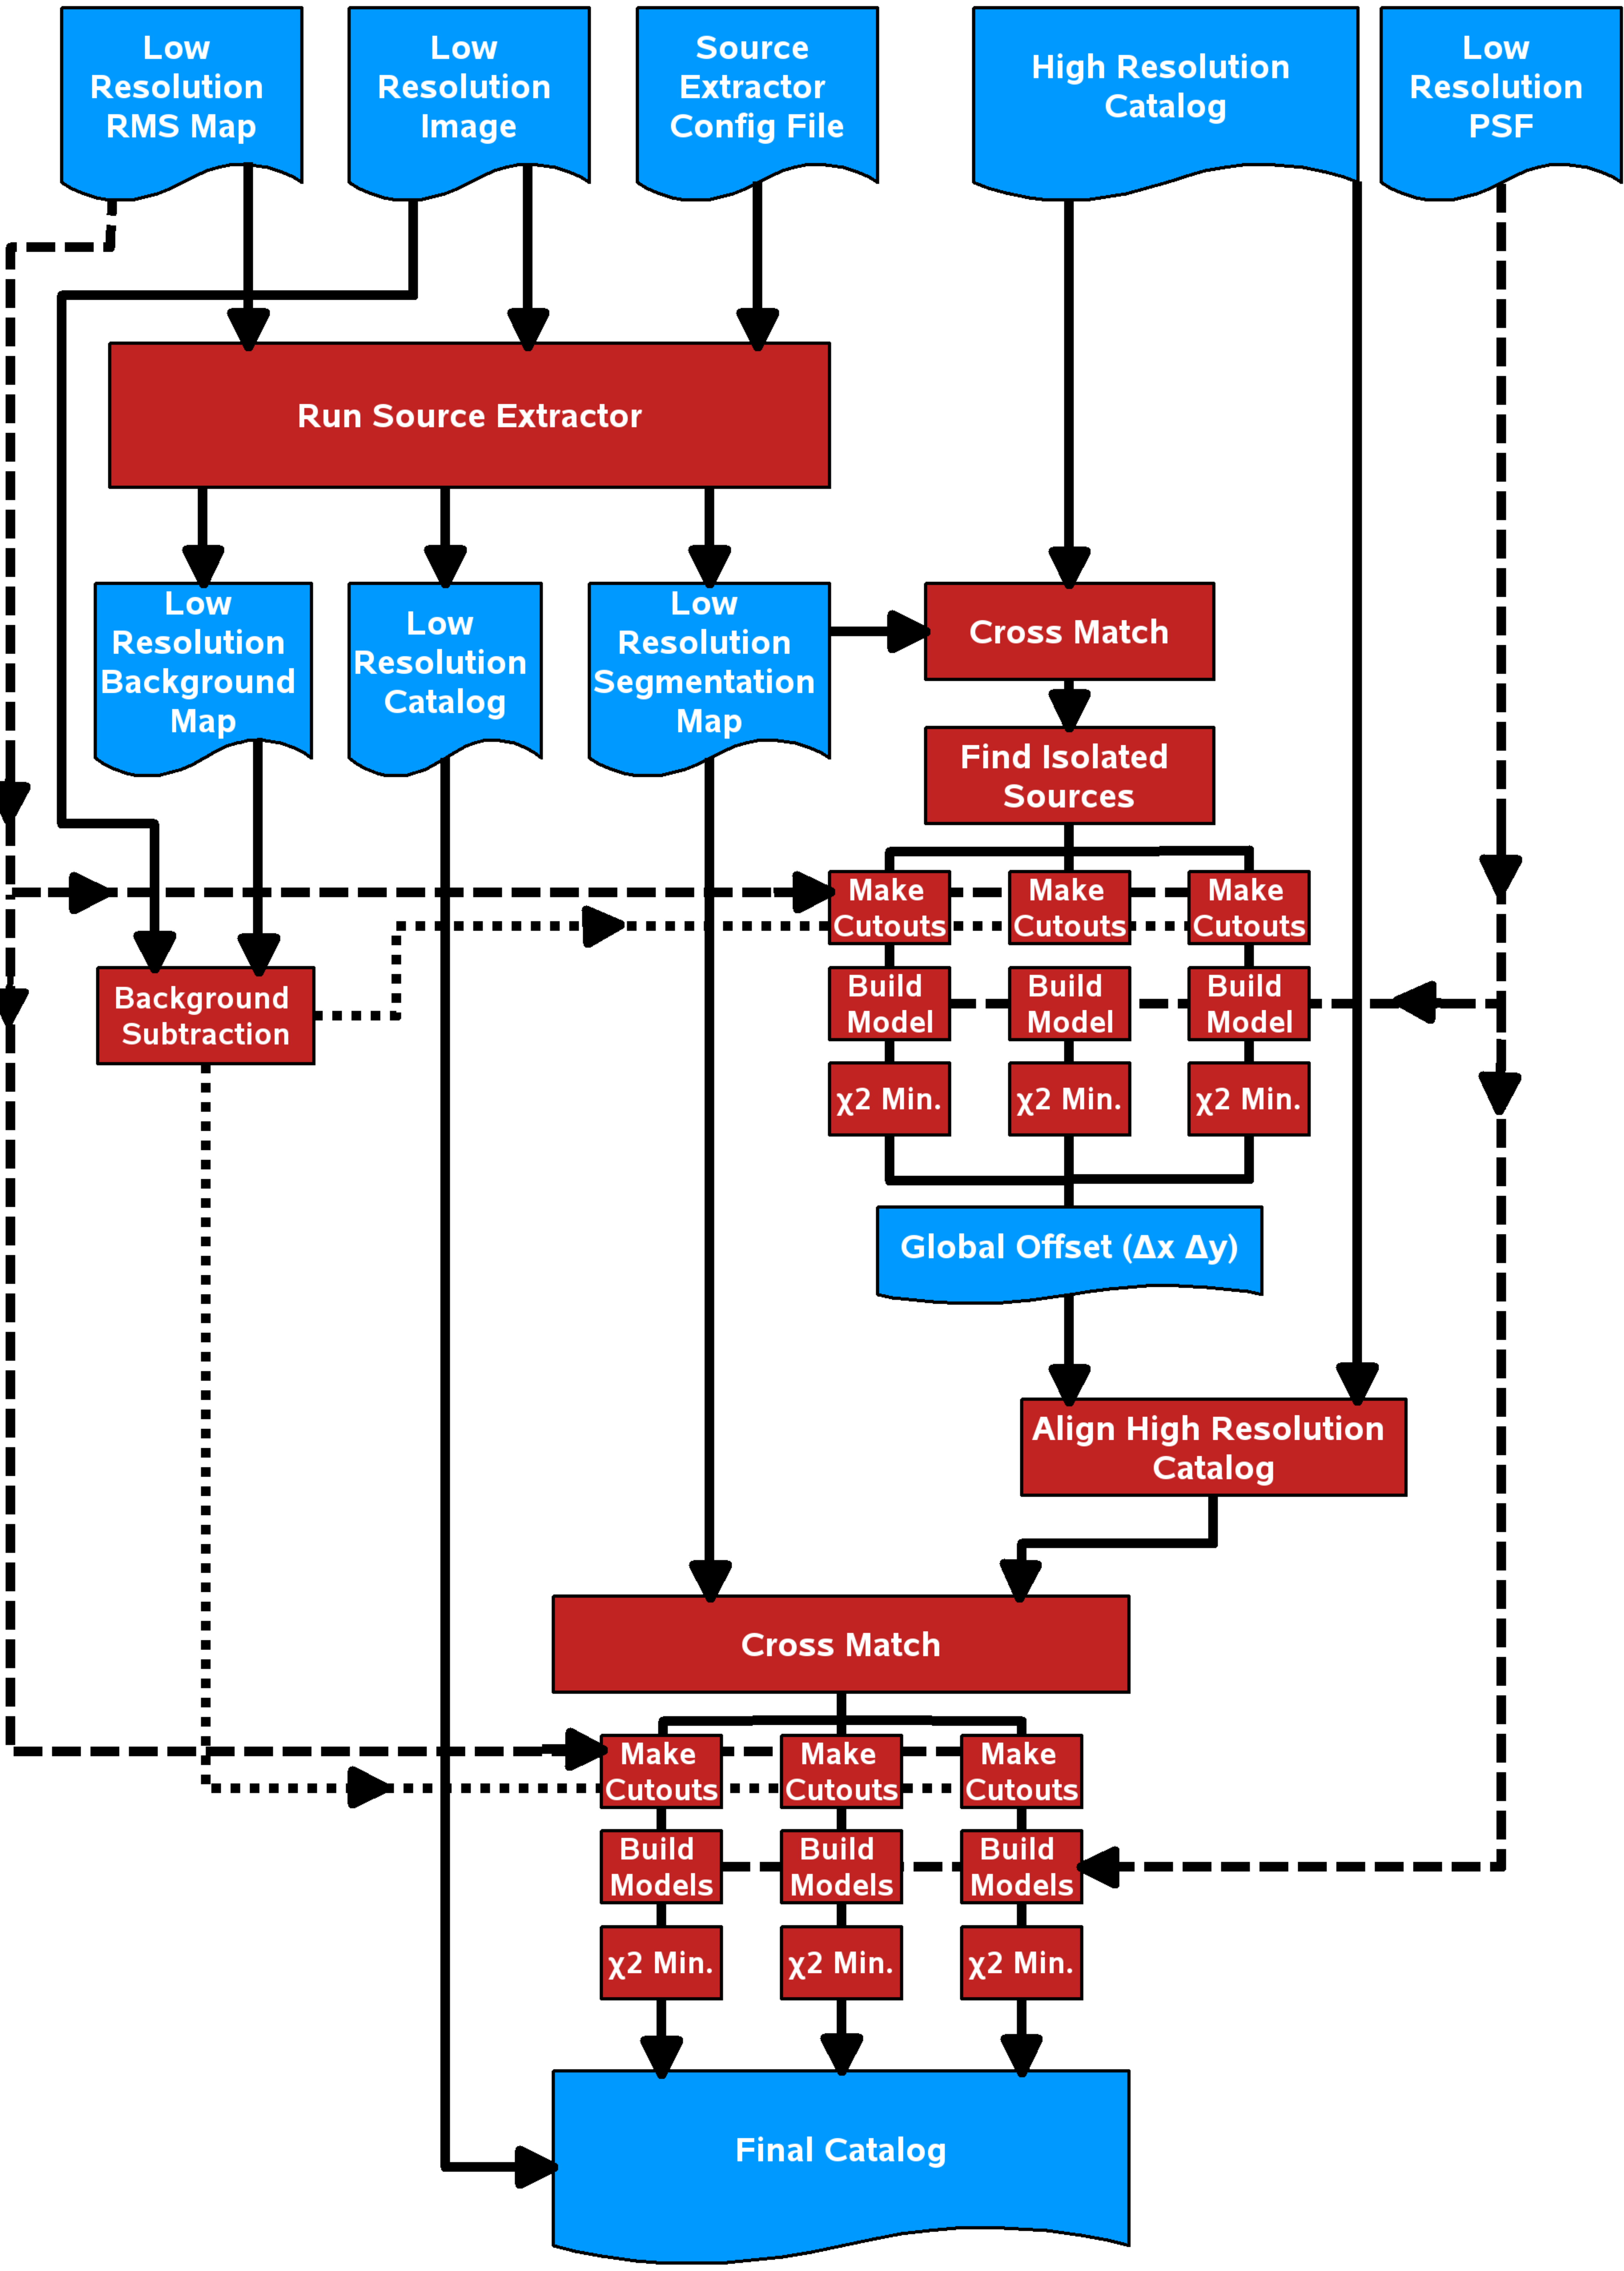 Low
Resolution
RMS Map
Low
Resolution
Image
Source
Extractor
Config File
High Resolution
Catalog
Low
Resolution
PSF
Run Source Extractor
Low
Resolution
Background
Map
Low
Resolution
Catalog
Low
Resolution
Segmentation
Map
Cross Match
Find Isolated
Sources
Make
Cutouts
Make
Cutouts
Make
Cutouts
Background
Subtraction
Build
Model
Build
Model
Build
Model
χ2 Min.
χ2 Min.
χ2 Min.
Global Offset (Δx Δy)
Align High Resolution
Catalog
Cross Match
Make
Cutouts
Make
Cutouts
Make
Cutouts
Build
Models
Build
Models
Build
Models
χ2 Min.
χ2 Min.
χ2 Min.
Final Catalog